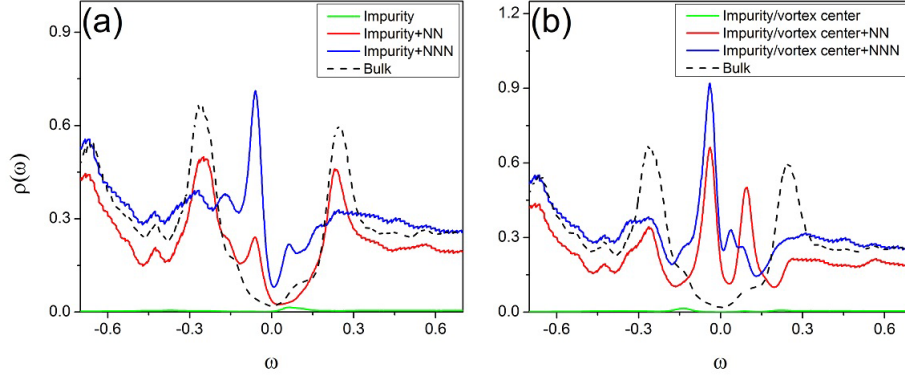 (a)
Impurity
Impurity+NN
Impurity+NNN
Bulk
0.9
0.6
0.3
0.0
ρ(ω)
-0.6
-0.3
0.0
0.3
0.6
ω
(b)
Impurity/vortex center
Impurity/vortex center+NN
Impurity/vortex center+NNN
Bulk
1.2
0.9
0.6
0.3
0.0
-0.6
-0.3
0.0
0.3
0.6
ω